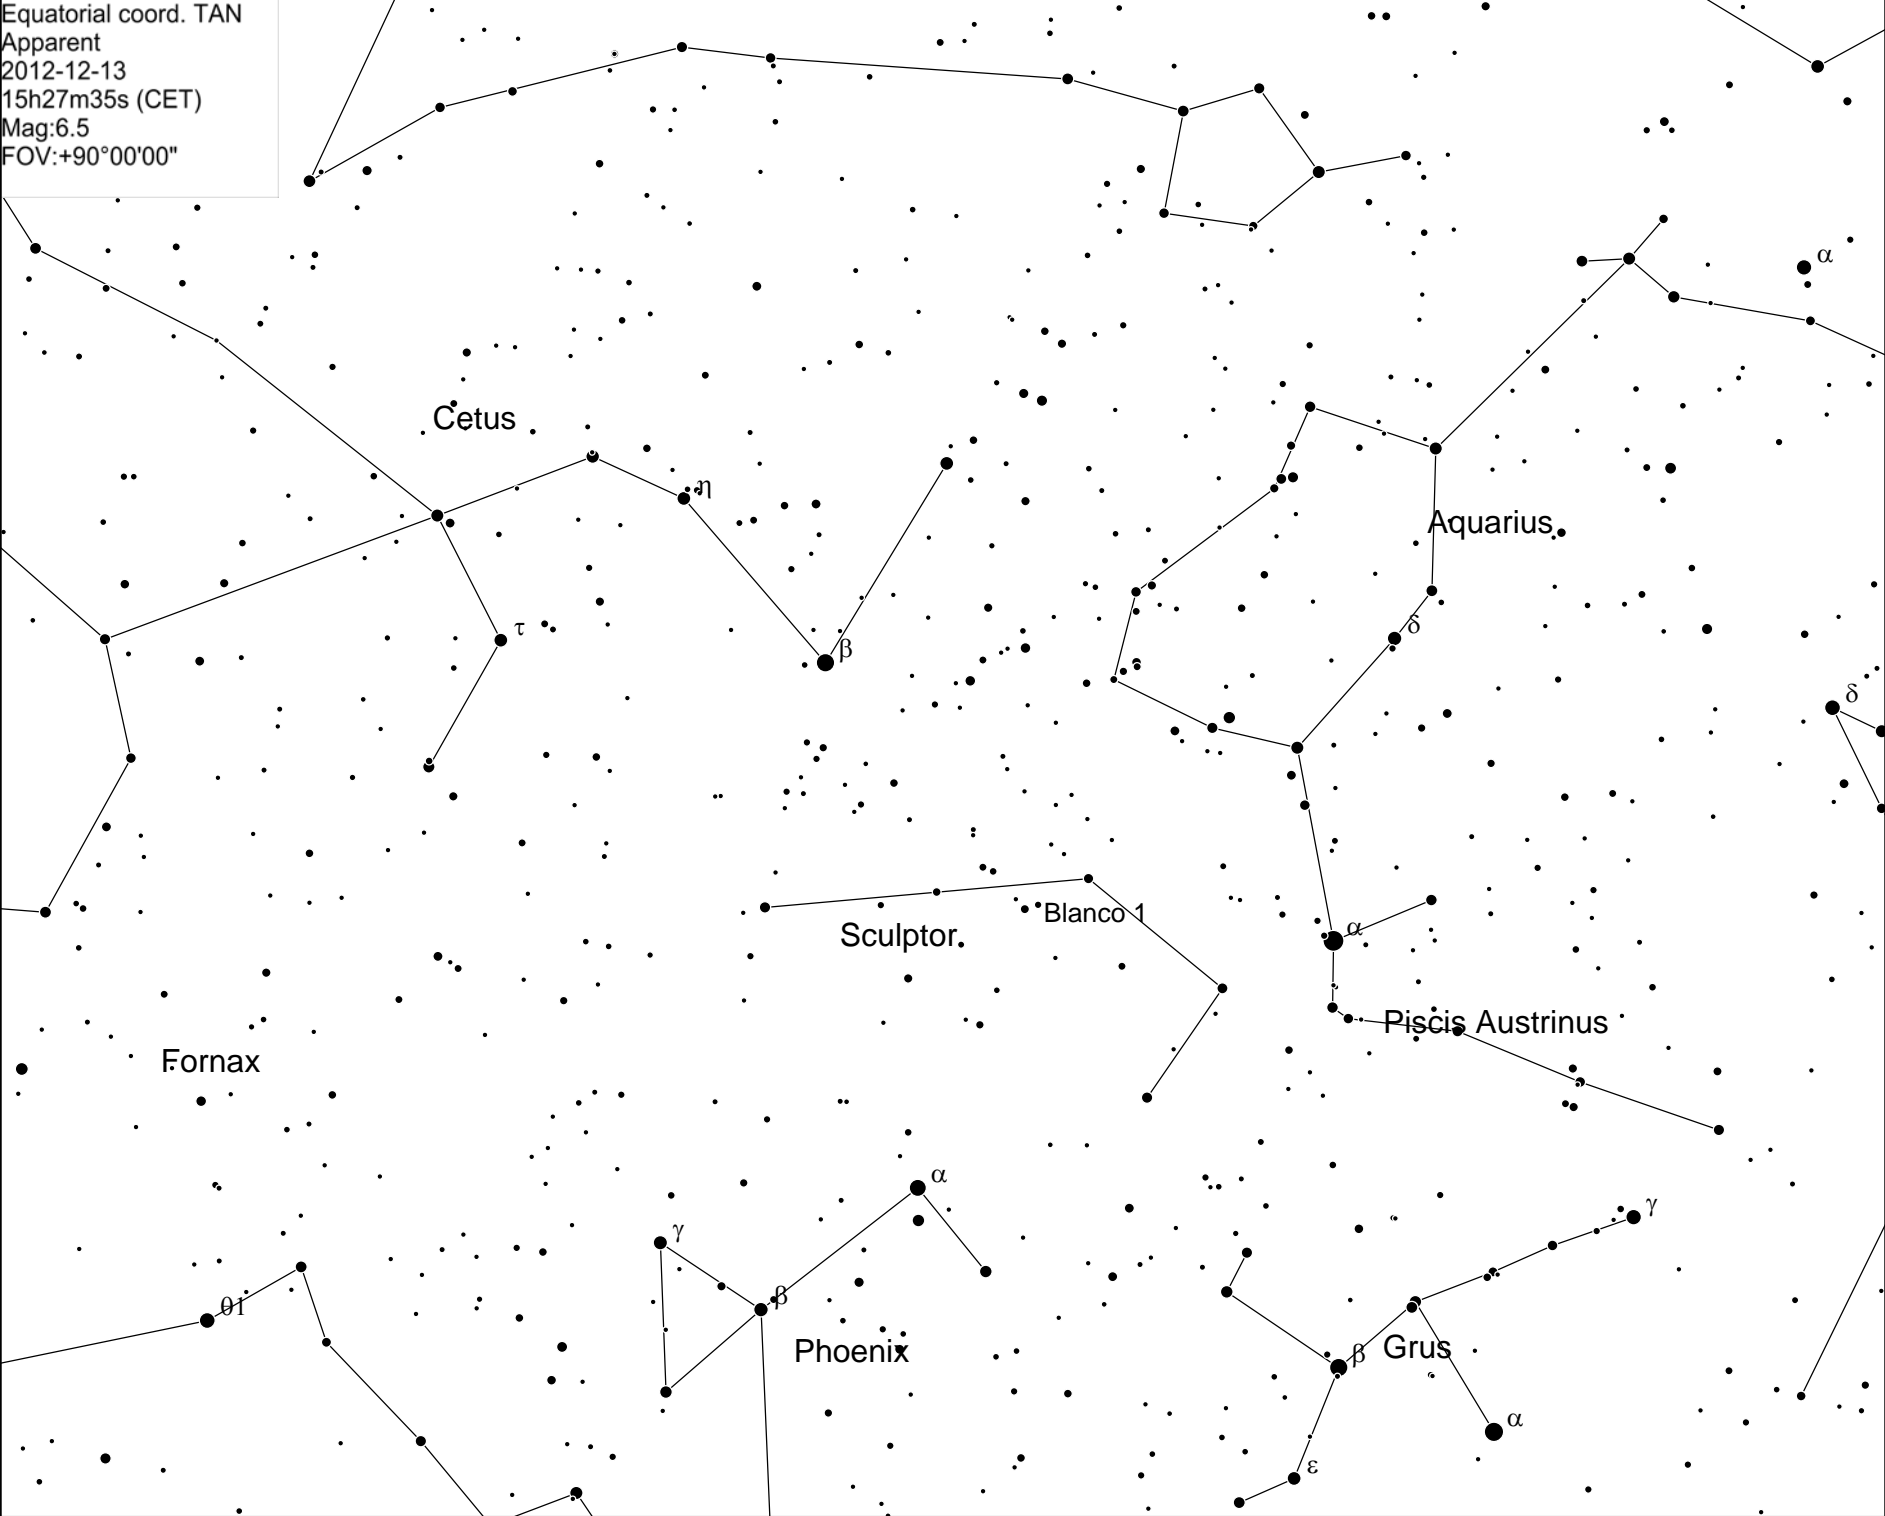 Equatorial coord. TAN
Apparent
2012-12-13
15h27m35s (CET)
Mag:6.5
FOV:+90°00'00"
α
Cetus
η
Aquarius
τ
δ
β
δ
Blanco 1
Sculptor
α
Piscis Austrinus
Fornax
α
γ
γ
β
θ1
Phoenix
β
Grus
α
ε